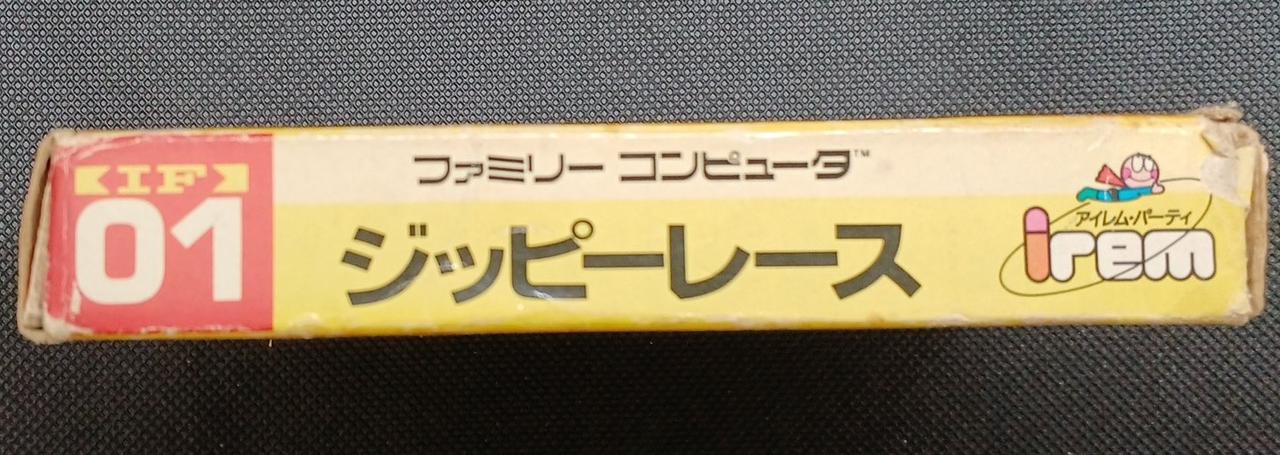 IF
01
ファミリー コンピュータ™
ジッピーレース
アイレム・パーティ
irem